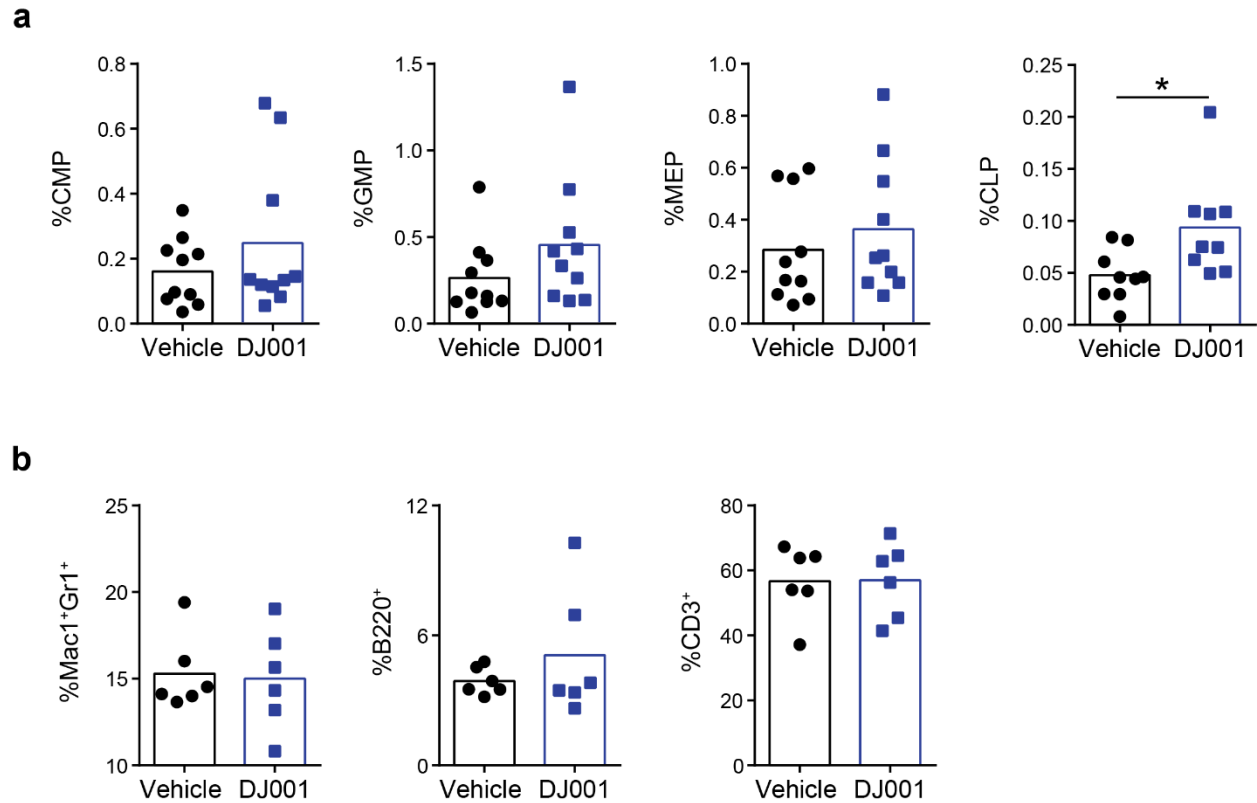 a
%CMP
0.8
0.6
0.4
0.2
0.0
Vehicle DJ001
%GMP
1.5
1.0
0.5
0.0
Vehicle DJ001
%MEP
1.0
0.8
0.6
0.4
0.2
0.0
Vehicle DJ001
%CLP
0.25
0.20
0.15
0.10
0.05
0.00
*
Vehicle DJ001
b
%Mac1⁺Gr1⁺
25
20
15
10
Vehicle DJ001
%B220⁺
12
6
0
Vehicle DJ001
%CD3⁺
80
60
40
20
0
Vehicle DJ001